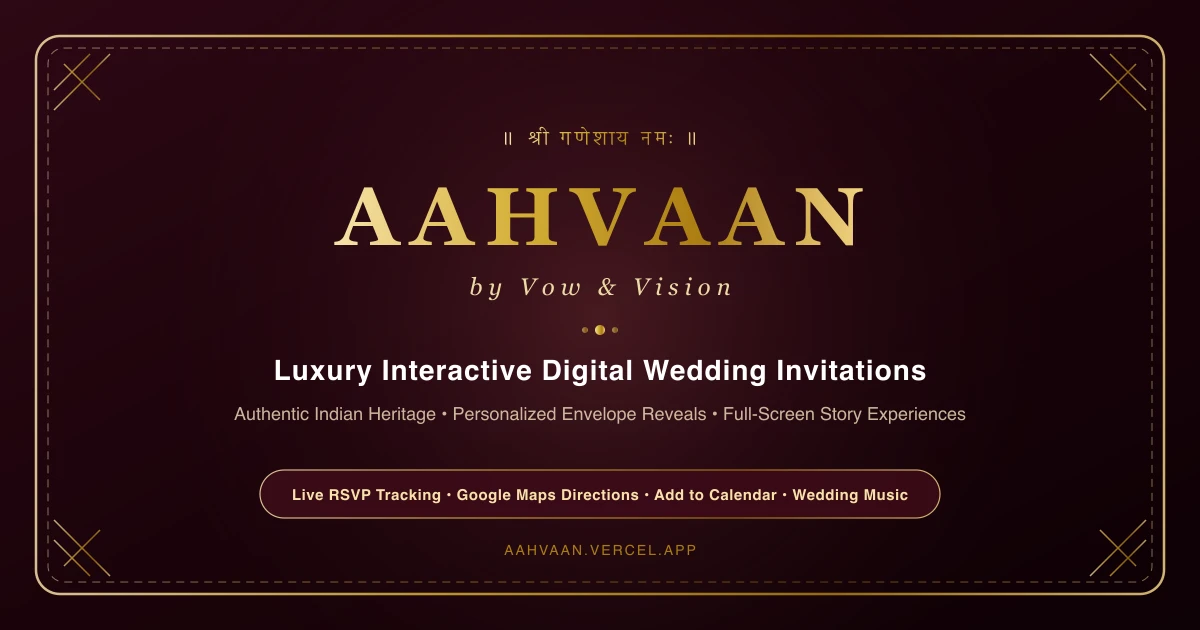 ॥ श्री गणेशाय नमः ॥
AAHVAAN
by Vow & Vision
Luxury Interactive Digital Wedding Invitations
Authentic Indian Heritage • Personalized Envelope Reveals • Full-Screen Story Experiences
Live RSVP Tracking • Google Maps Directions • Add to Calendar • Wedding Music
AAHVAAN.VERCEL.APP